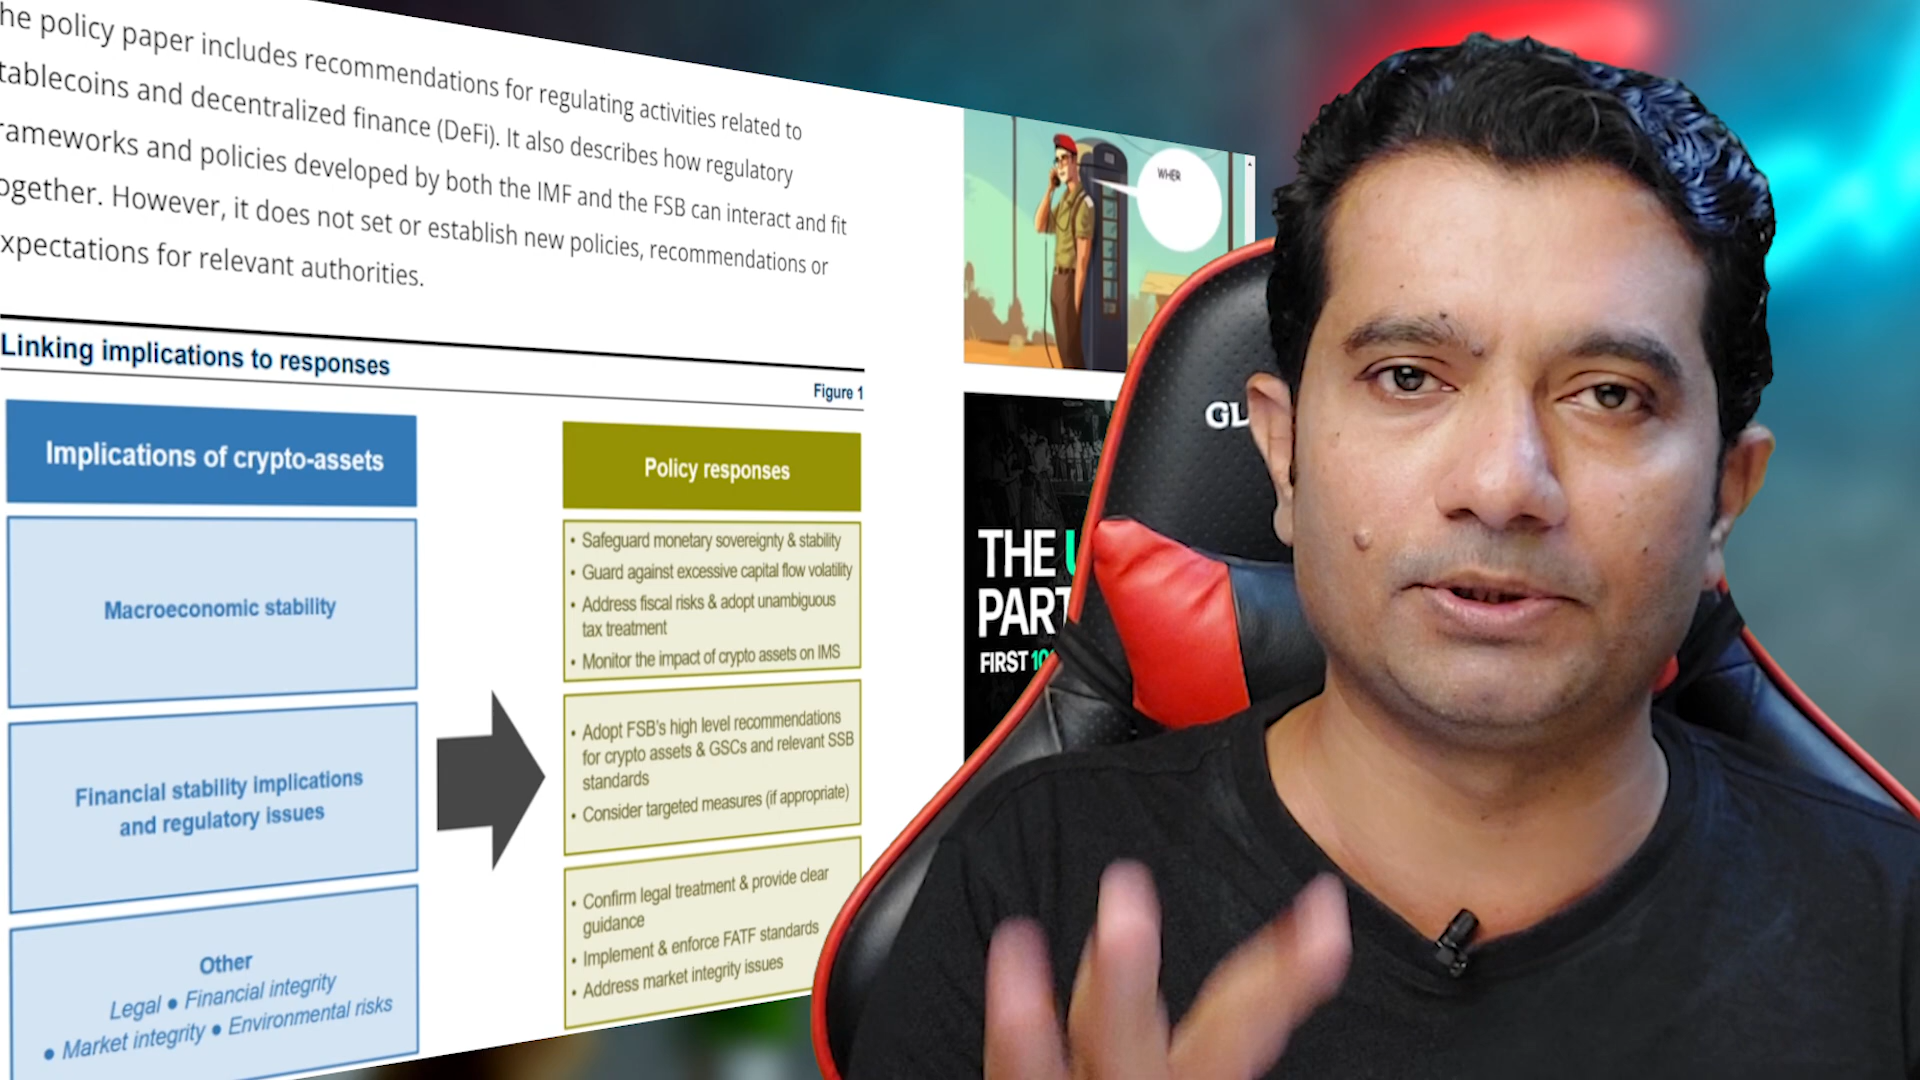 he policy paper includes recommendations for regulating activities related to
tablecoins and decentralized finance (DeFi). It also describes how regulatory
rameworks and policies developed by both the IMF and the FSB can interact and fit
ogether. However, it does not set or establish new policies, recommendations or
xpectations for relevant authorities.
Linking implications to responses
Figure 1
Implications of crypto-assets
Macroeconomic stability
Financial stability implications
and regulatory issues
Other
Legal ● Financial integrity
● Market integrity ● Environmental risks
Policy responses
• Safeguard monetary sovereignty & stability
• Guard against excessive capital flow volatility
• Address fiscal risks & adopt unambiguous
tax treatment
• Monitor the impact of crypto assets on IMS
• Adopt FSB's high level recommendations
for crypto assets & GSCs and relevant SSB
standards
• Consider targeted measures (if appropriate)
• Confirm legal treatment & provide clear
guidance
• Implement & enforce FATF standards
• Address market integrity issues
WHER
THE
PART
FIRST 10
GL